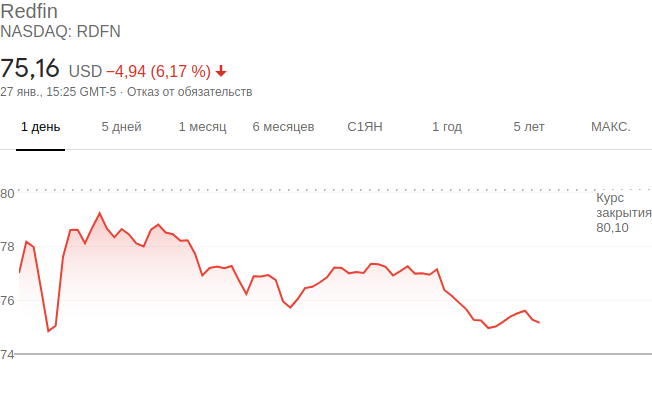 Redfin
NASDAQ: RDFN
75,16 USD −4,94 (6,17 %)
27 янв., 15:25 GMT-5 · Отказ от обязательств
1 день 5 дней 1 месяц 6 месяцев С1ЯН 1 год 5 лет МАКС.
80
Курс
закрытия
80,10
78
76
74